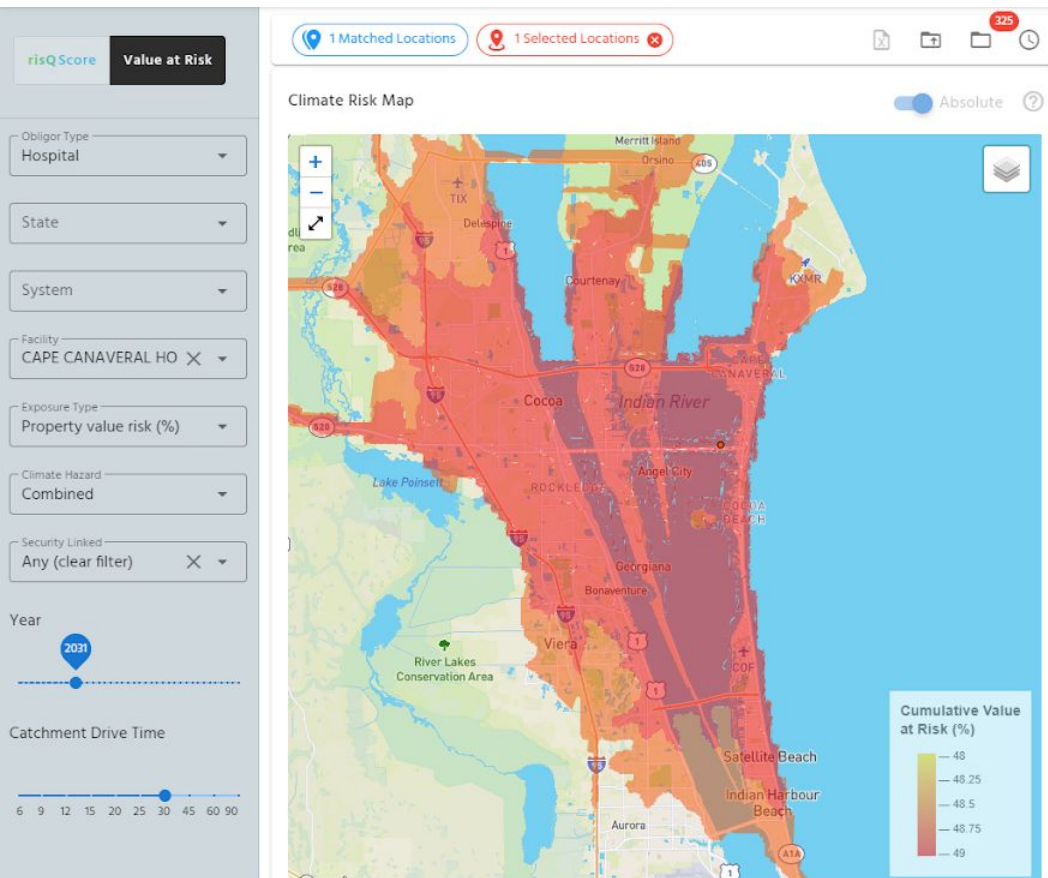 risQScore
Value at Risk
Obligor Type
Hospital
State
System
Facility
CAPE CANAVERAL HO
Exposure Type
Property value risk (%)
Climate Hazard
Combined
Security Linked
Any (clear filter)
Year
2031
Catchment Drive Time
6 9 12 15 20 25 30 45 60 90
1 Matched Locations
1 Selected Locations
325
Climate Risk Map
Absolute
?
+
−
Merritt Island
Orsino
405
TIX
Delespine
95
1
rea
528
Courtenay
KXMR
528
CAPE
CANAVERAL
95
Cocoa
Indian River
520
Angel City
Lake Poinsett
ROCKLEDGE
COCOA
BEACH
95
Georgiana
Bonaventure
Viera
1
COF
River Lakes
Conservation Area
1
95
Satellite Beach
Indian Harbour
Beach
Aurora
A1A
1
Cumulative Value
at Risk (%)
48
48.25
48.5
48.75
49